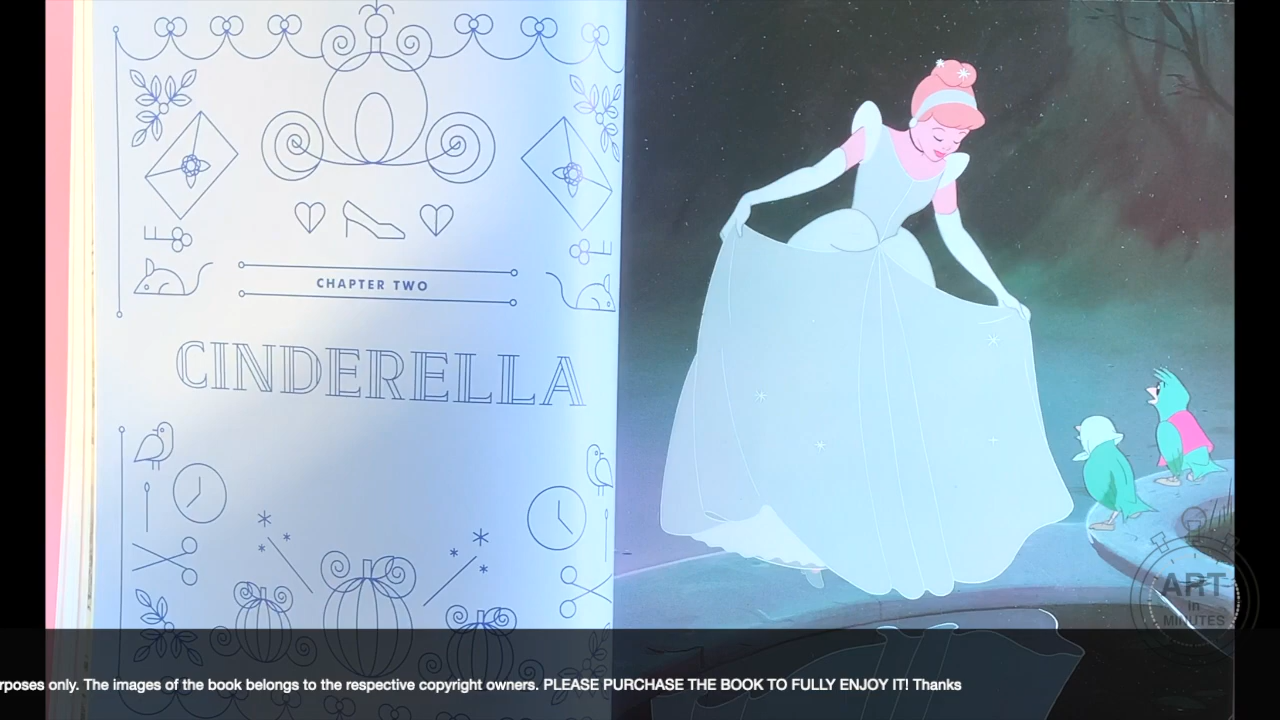 CHAPTER TWO
CINDERELLA
ART
in
MINUTES
rposes only. The images of the book belongs to the respective copyright owners. PLEASE PURCHASE THE BOOK TO FULLY ENJOY IT! Thanks